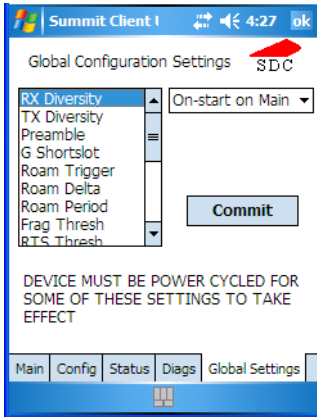 Summit Client U 4:27 ok
Global Configuration Settings SDC
RX Diversity On-start on Main
TX Diversity
Preamble
G Shortslot
Roam Trigger
Roam Delta
Roam Period
Frag Thresh
RTS Thresh
Commit
DEVICE MUST BE POWER CYCLED FOR
SOME OF THESE SETTINGS TO TAKE
EFFECT
Main Config Status Diags Global Settings